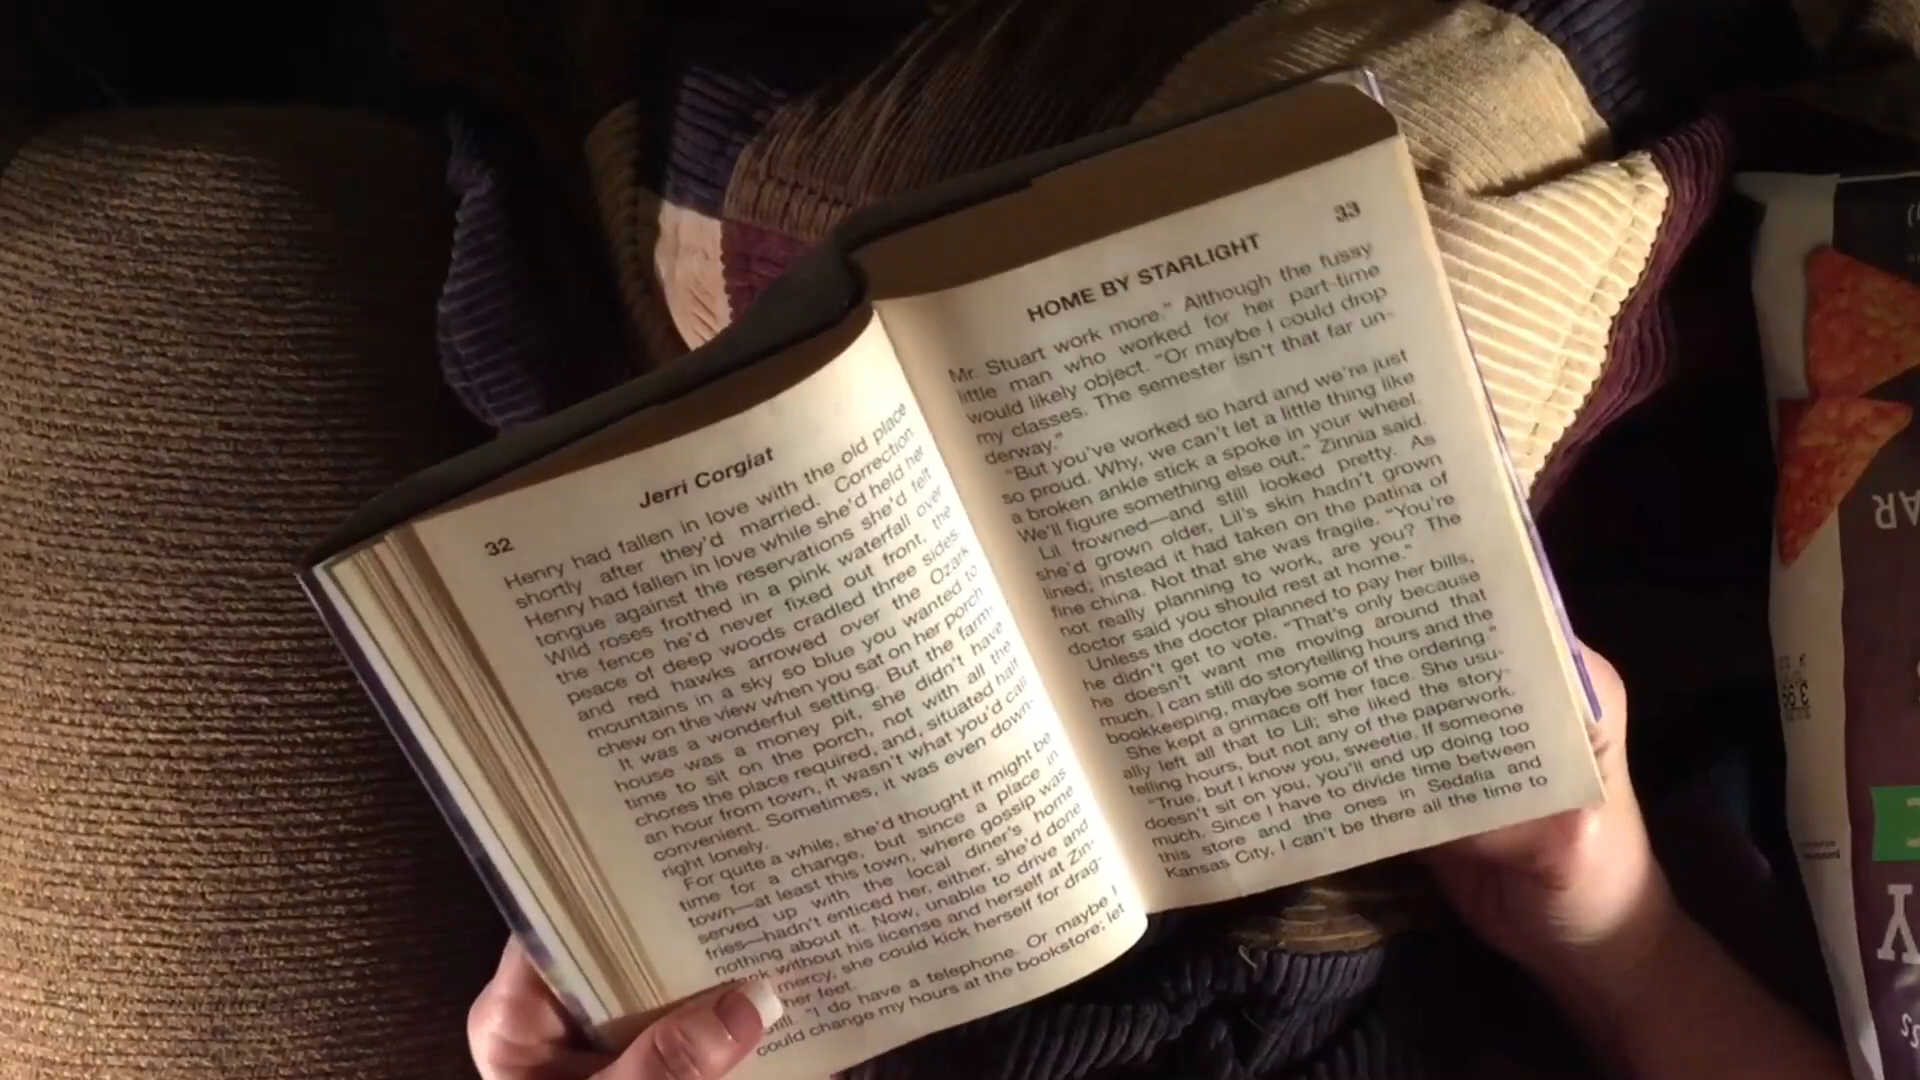 32
Jerri Corgiat
Henry had fallen in love with the old place
shortly after they'd married. Correction
Henry had fallen in love while she'd held her
tongue against the reservations she'd felt
Wild roses frothed in a pink waterfall over
the fence he'd never fixed out front, the
peace of deep woods cradled three sides,
and red hawks arrowed over the Ozark
mountains in a sky so blue you wanted to
chew on the view when you sat on her porch
It was a wonderful setting. But the farm-
house was a money pit, she didn't have
time to sit on the porch, not with all the
chores the place required, and, situated half
an hour from town, it wasn't what you'd call
convenient. Sometimes, it was even down-
right lonely.
For quite a while, she'd thought it might be
time for a change, but since a place in
town—at least this town, where gossip was
served up with the local diner's home
fries—hadn't enticed her, either, she'd done
nothing about it. Now, unable to drive and
without his license and herself at Zin-
mercy, she could kick herself for drag-
her feet.
"I do have a telephone. Or maybe I
could change my hours at the bookstore; let
33
HOME BY STARLIGHT
Mr. Stuart work more." Although the fussy
little man who worked for her part-time
would likely object. "Or maybe I could drop
my classes. The semester isn't that far un-
derway."
"But you've worked so hard and we're just
so proud. Why, we can't let a little thing like
a broken ankle stick a spoke in your wheel.
We'll figure something else out," Zinnia said.
Lil frowned—and still looked pretty. As
she'd grown older, Lil's skin hadn't grown
lined; instead it had taken on the patina of
fine china. Not that she was fragile. "You're
not really planning to work, are you? The
doctor said you should rest at home."
Unless the doctor planned to pay her bills,
he didn't get to vote. "That's only because
he doesn't want me moving around that
much. I can still do storytelling hours and the
bookkeeping, maybe some of the ordering."
She kept a grimace off her face. She usu-
ally left all that to Lil; she liked the story-
telling hours, but not any of the paperwork.
"True, but I know you, sweetie. If someone
doesn't sit on you, you'll end up doing too
much. Since I have to divide time between
this store and the ones in Sedalia and
Kansas City, I can't be there all the time to